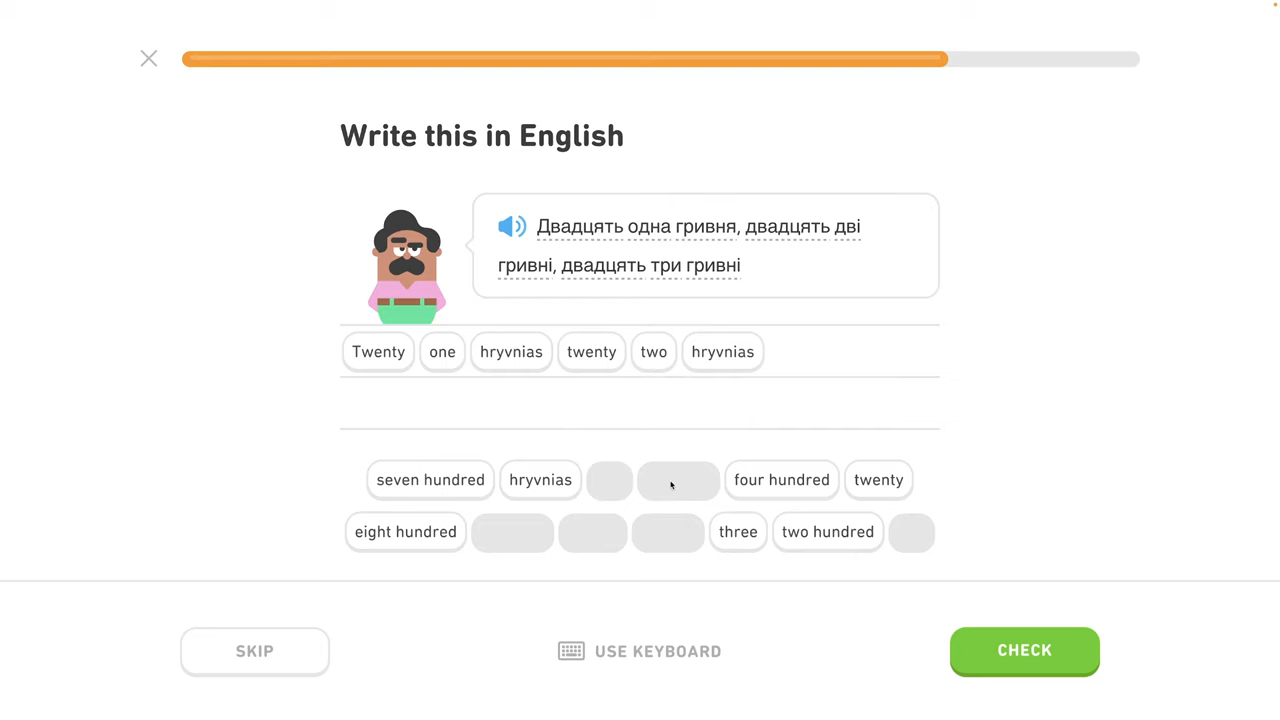 Write this in English
Двадцять одна гривня, двадцять дві
гривні, двадцять три гривні
Twenty one hryvnias twenty two hryvnias
seven hundred hryvnias four hundred twenty
eight hundred three two hundred
SKIP USE KEYBOARD CHECK